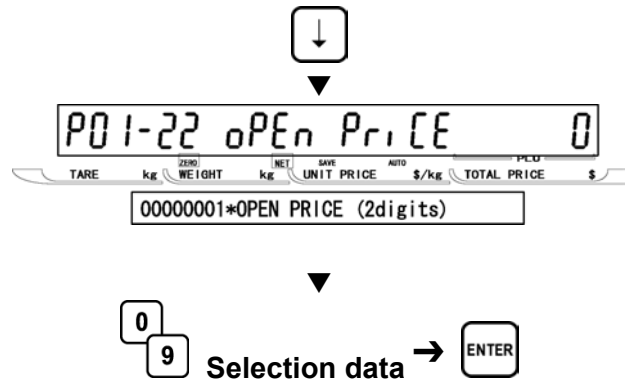 ↓
▼
P01-22 oPEn PriCE 0
ZERO NET SAVE AUTO PLU
TARE kg WEIGHT kg UNIT PRICE $/kg TOTAL PRICE $
00000001*OPEN PRICE (2digits)
▼
0
9 Selection data ➔ ENTER